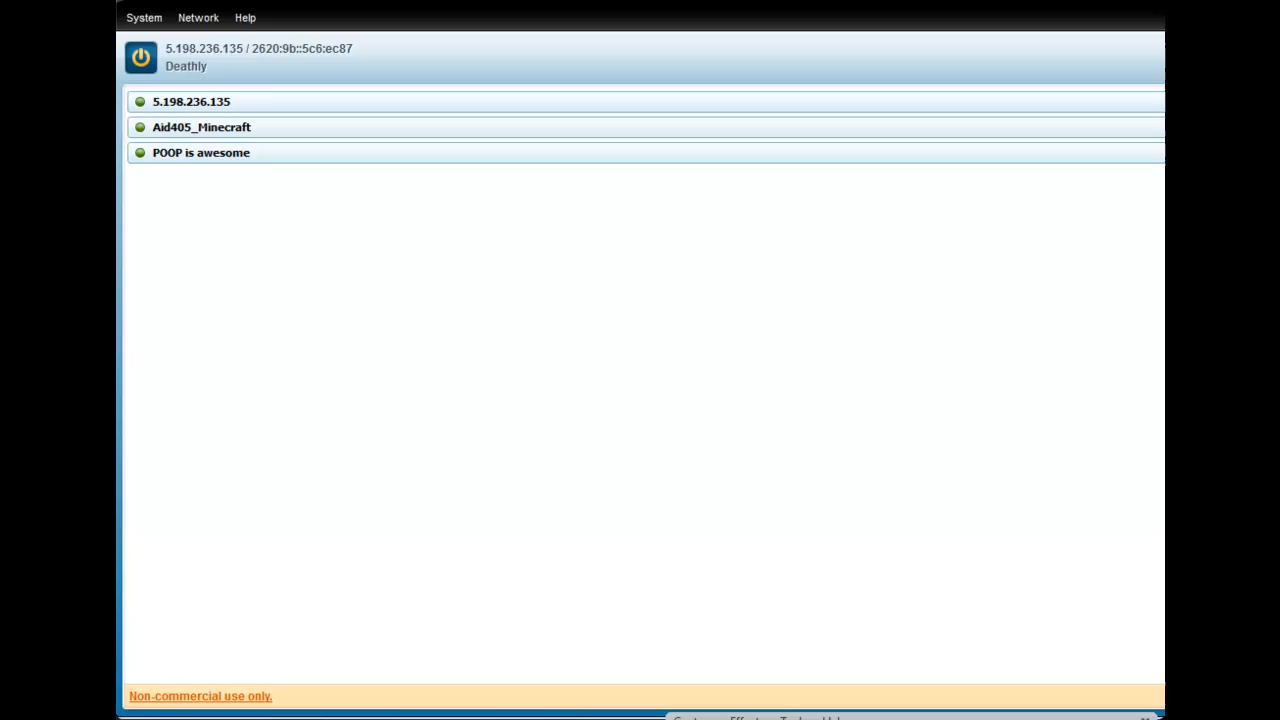 System Network Help
5.198.236.135 / 2620:9b::5c6:ec87
Deathly
5.198.236.135
Aid405_Minecraft
POOP is awesome
Non-commercial use only.